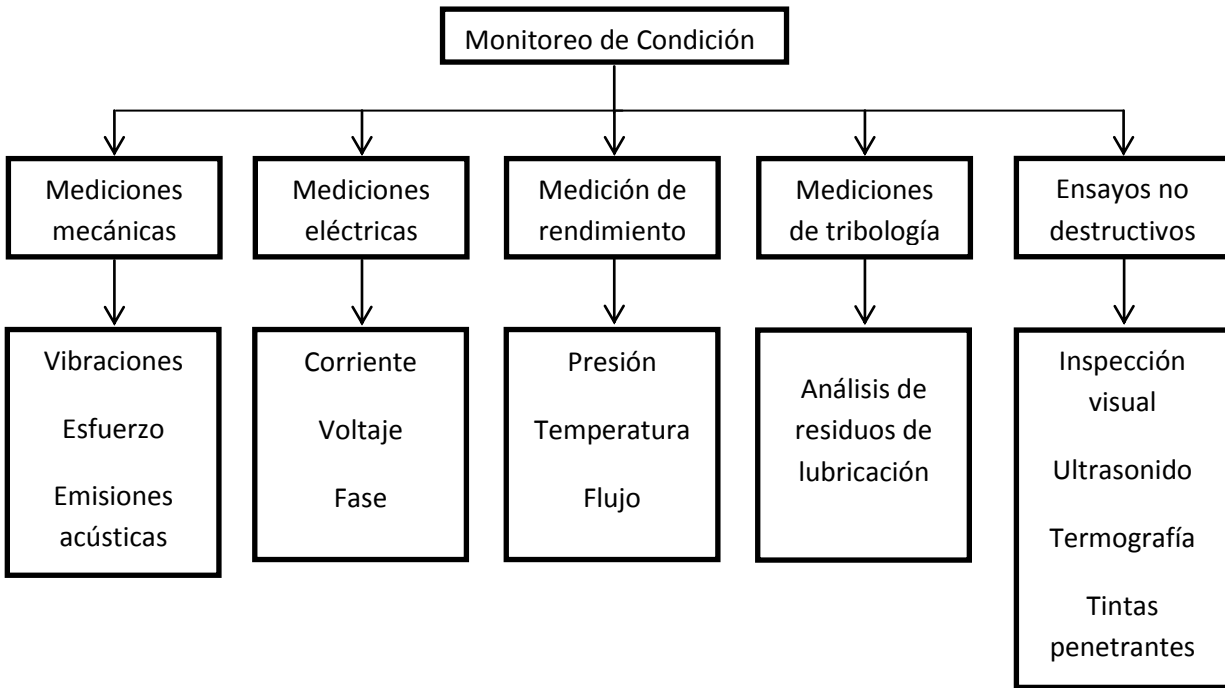 Monitoreo de Condición
Mediciones
mecánicas
Mediciones
eléctricas
Medición de
rendimiento
Mediciones
de tribología
Ensayos no
destructivos
Vibraciones
Esfuerzo
Emisiones
acústicas
Corriente
Voltaje
Fase
Presión
Temperatura
Flujo
Análisis de
residuos de
lubricación
Inspección
visual
Ultrasonido
Termografía
Tintas
penetrantes